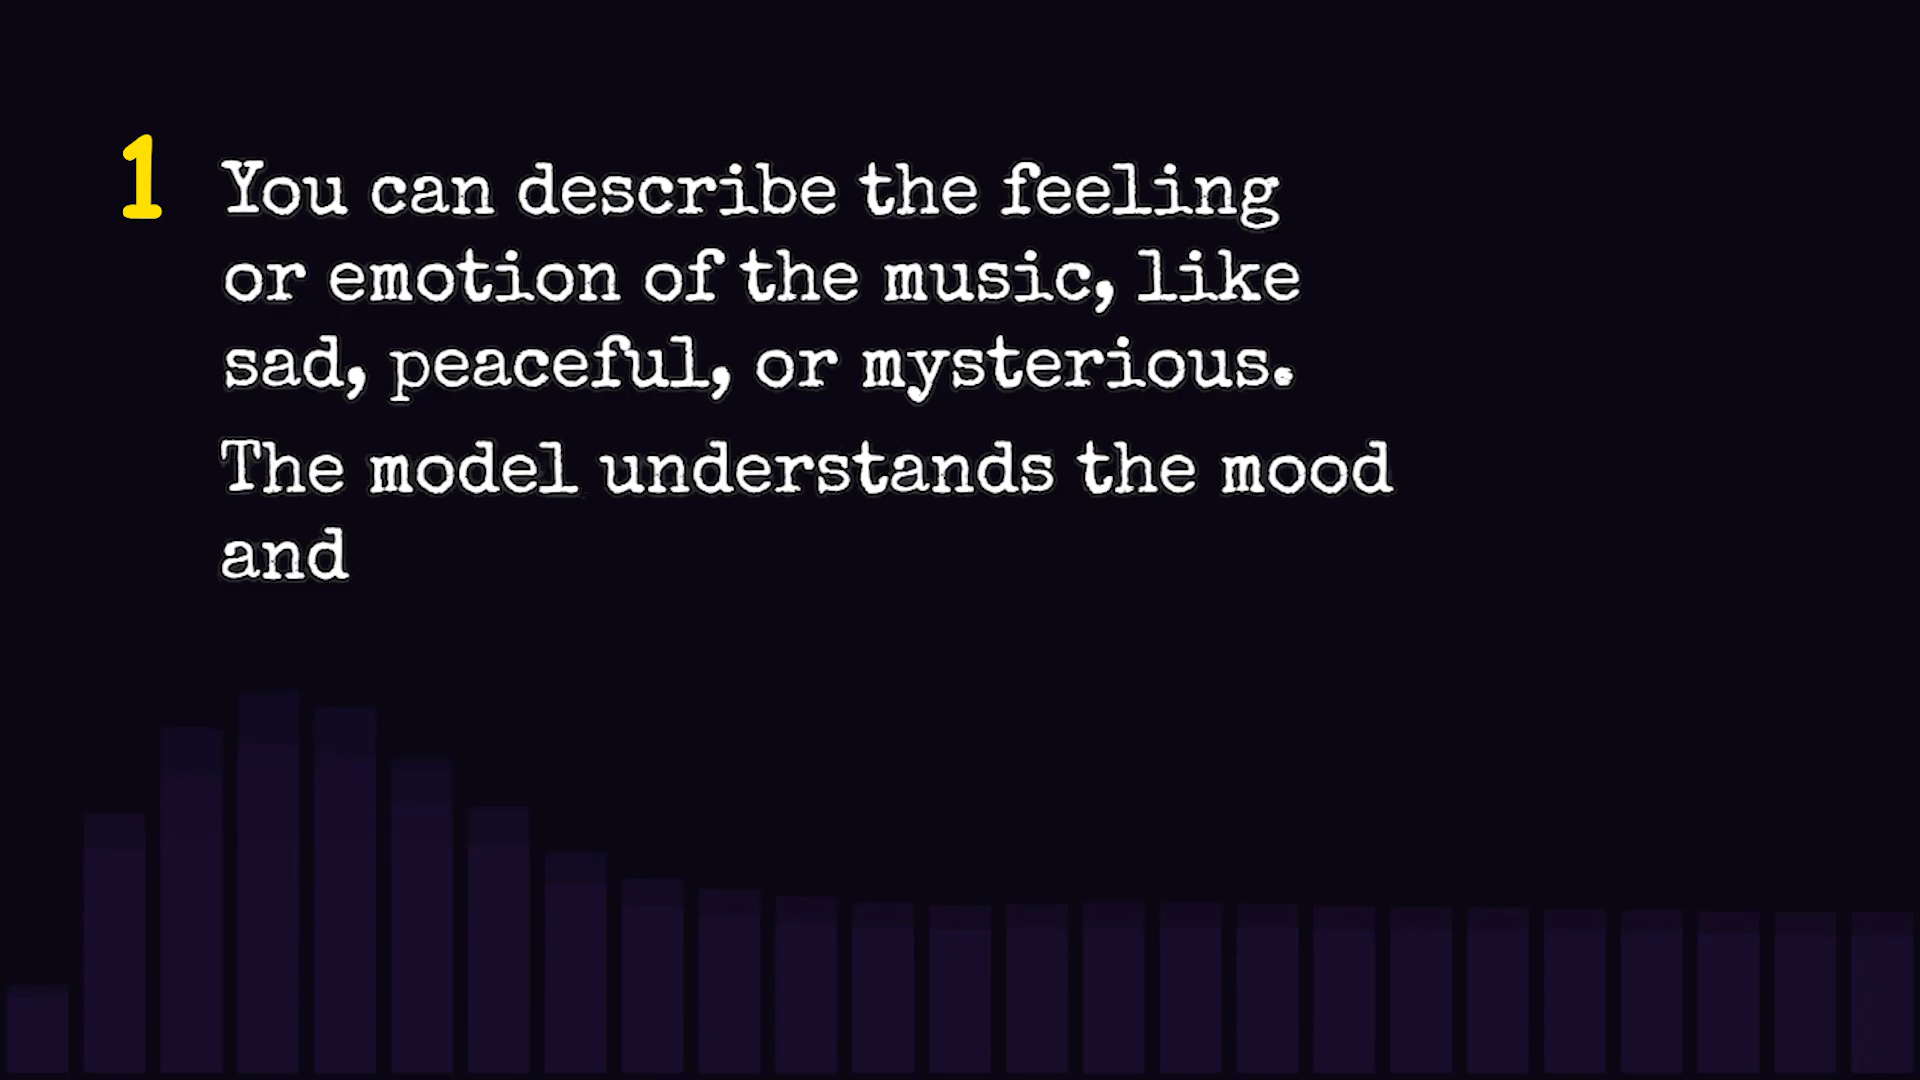 1 You can describe the feeling
or emotion of the music, like
sad, peaceful, or mysterious.
The model understands the mood
and